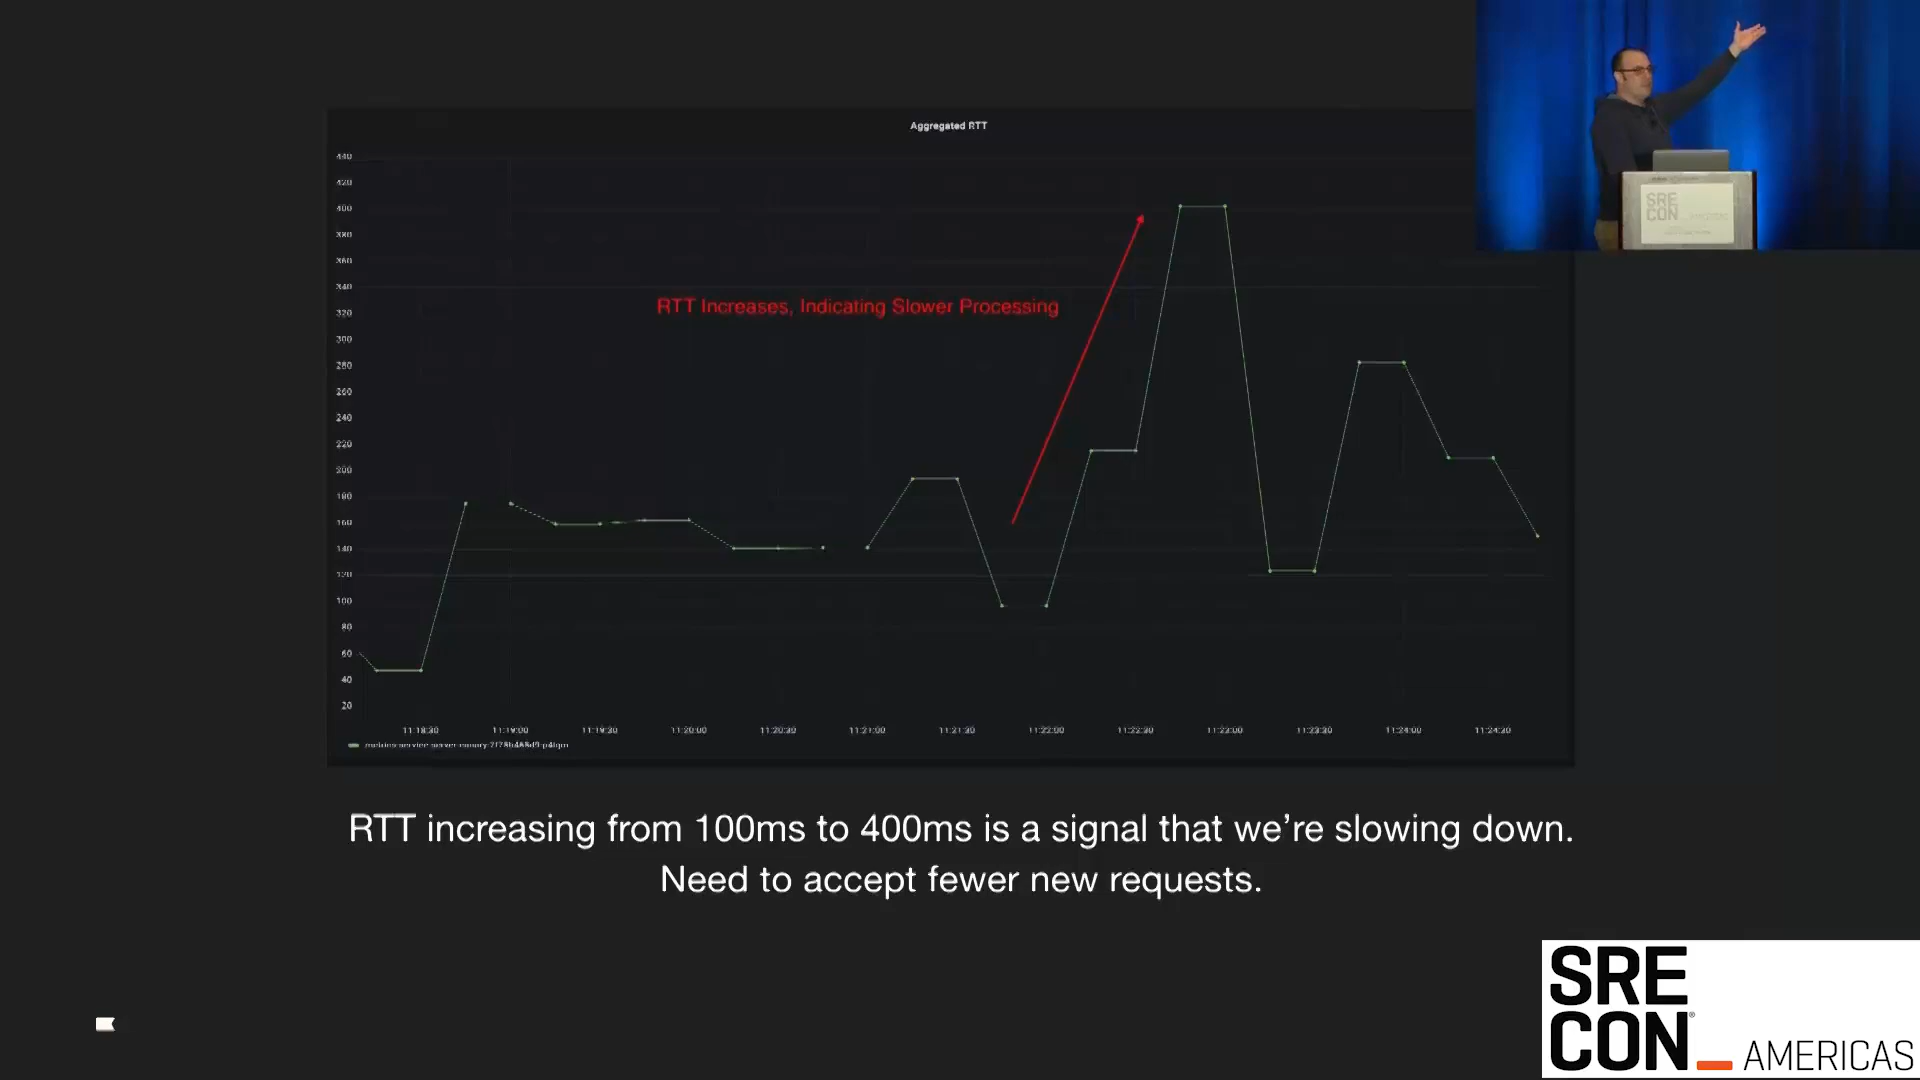 Aggregated RTT
440
420
400
380
360
340
320
300
280
260
240
220
200
180
160
140
120
100
80
60
40
20
RTT Increases, Indicating Slower Processing
11:18:30 11:19:00 11:19:30 11:20:00 11:20:30 11:21:00 11:21:30 11:22:00 11:22:30 11:23:00 11:23:30 11:24:00 11:24:30
RTT increasing from 100ms to 400ms is a signal that we’re slowing down.
Need to accept fewer new requests.
SRE
CON
SRE
CON® AMERICAS